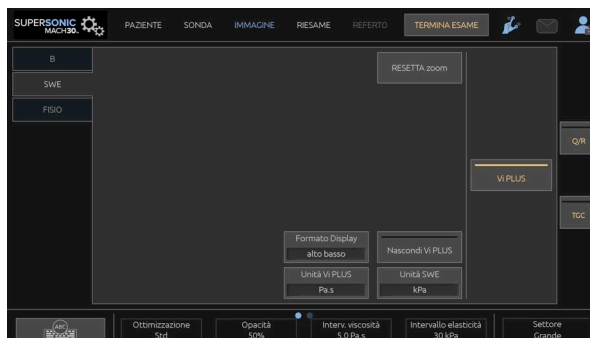 SUPERSONIC
MACH30.
PAZIENTE SONDA IMMAGINE RIESAME REFERTO TERMINA ESAME
B
SWE
FISIO
RESETTA zoom
Q/R
Vi PLUS
TGC
Formato Display
alto basso
Nascondi Vi PLUS
Unità Vi PLUS
Pa.s
Unità SWE
kPa
ABC
Ottimizzazione
Std
Opacità
50%
Interv. viscosità
5.0 Pa.s
Intervallo elasticità
30 kPa
Settore
Grande